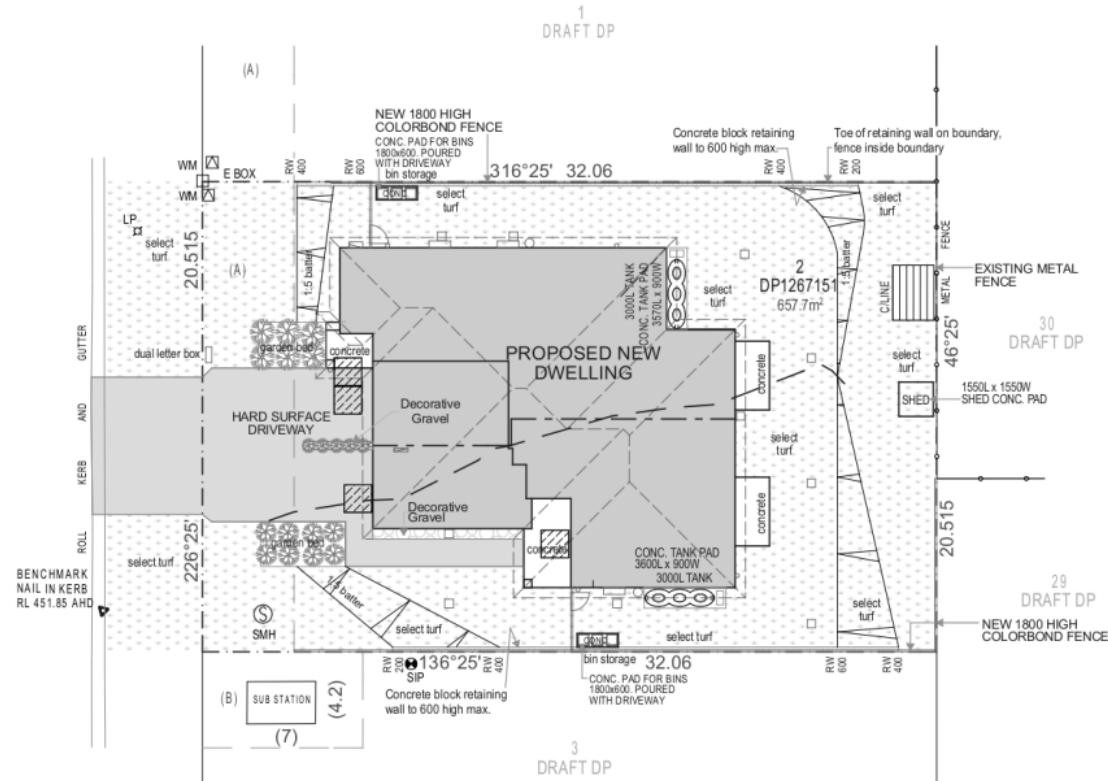 1
DRAFT DP
(A)
NEW 1800 HIGH
COLORBOND FENCE
CONC. PAD FOR BINS
1800x600. POURED
WITH DRIVEWAY
bin storage
Concrete block retaining
wall to 600 high max.
Toe of retaining wall on boundary,
fence inside boundary
RW
400
RW
600
316°25' 32.06
RW
400
RW
200
WM
E BOX
WM
CONC
select
turf
select
turf
LP
select
turf
20.515
(A)
1:5 batter
1:5 batter
2
DP1267151
657.7m²
3000L TANK
CONC. TANK PAD
3570L x 900W
select
turf
C/LINE
METAL
FENCE
EXISTING METAL
FENCE
46°25'
30
DRAFT DP
GUTTER
AND
KERB
ROLL
dual letter box
garden bed
concrete
PROPOSED NEW
DWELLING
concrete
select
turf
1550L x 1550W
SHED CONC. PAD
SHED
HARD SURFACE
DRIVEWAY
Decorative
Gravel
select
turf
Decorative
Gravel
concrete
concrete
226°25'
select turf
garden bed
20.515
BENCHMARK
NAIL IN KERB
RL 451.85 AHD
CONC. TANK PAD
3600L x 900W
3000L TANK
1:5 batter
select turf
SMH
select
turf
29
DRAFT DP
NEW 1800 HIGH
COLORBOND FENCE
CONC
select turf
bin storage
RW
200
SIP
136°25'
RW
400
32.06
RW
600
RW
400
CONC. PAD FOR BINS
1800x600. POURED
WITH DRIVEWAY
Concrete block retaining
wall to 600 high max.
(B)
SUB STATION
(4.2)
(7)
3
DRAFT DP